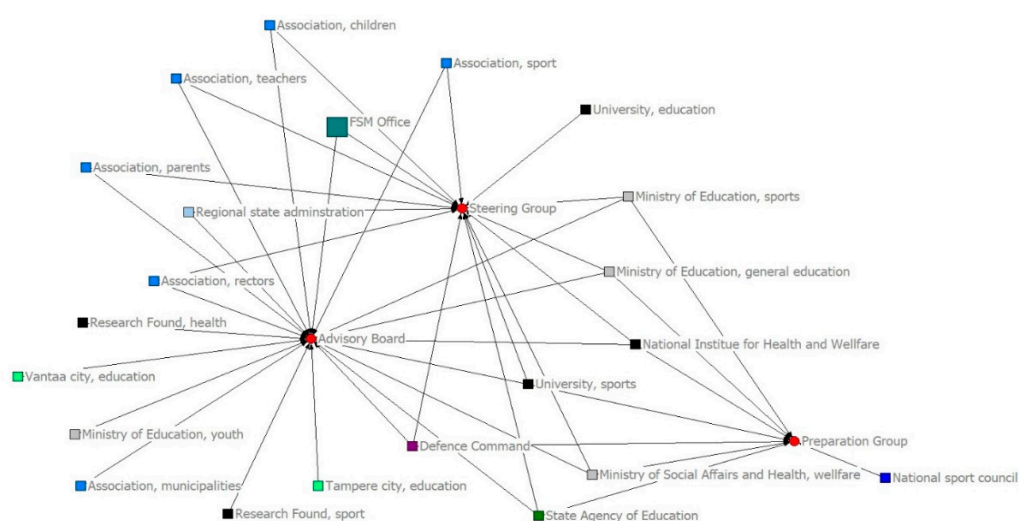 Association, children
Association, sport
Association, teachers
FSM Office
University, education
Association, parents
Ministry of Education, sports
Regional state adminstration
Steering Group
Ministry of Education, general education
Association, rectors
Research Found, health
Advisory Board
National Institue for Health and Wellfare
Vantaa city, education
University, sports
Ministry of Education, youth
Defence Command
Preparation Group
Ministry of Social Affairs and Health, wellfare
National sport council
Association, municipalities
Tampere city, education
Research Found, sport
State Agency of Education